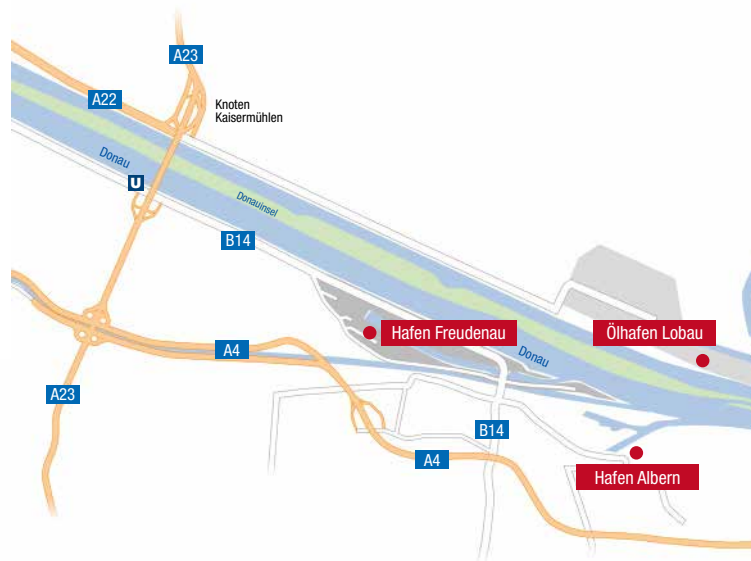 A23
A22
Knoten
Kaisermühlen
Donau
U
Donauinsel
B14
Hafen Freudenau
Ölhafen Lobau
A4
Donau
A23
B14
A4
Hafen Albern